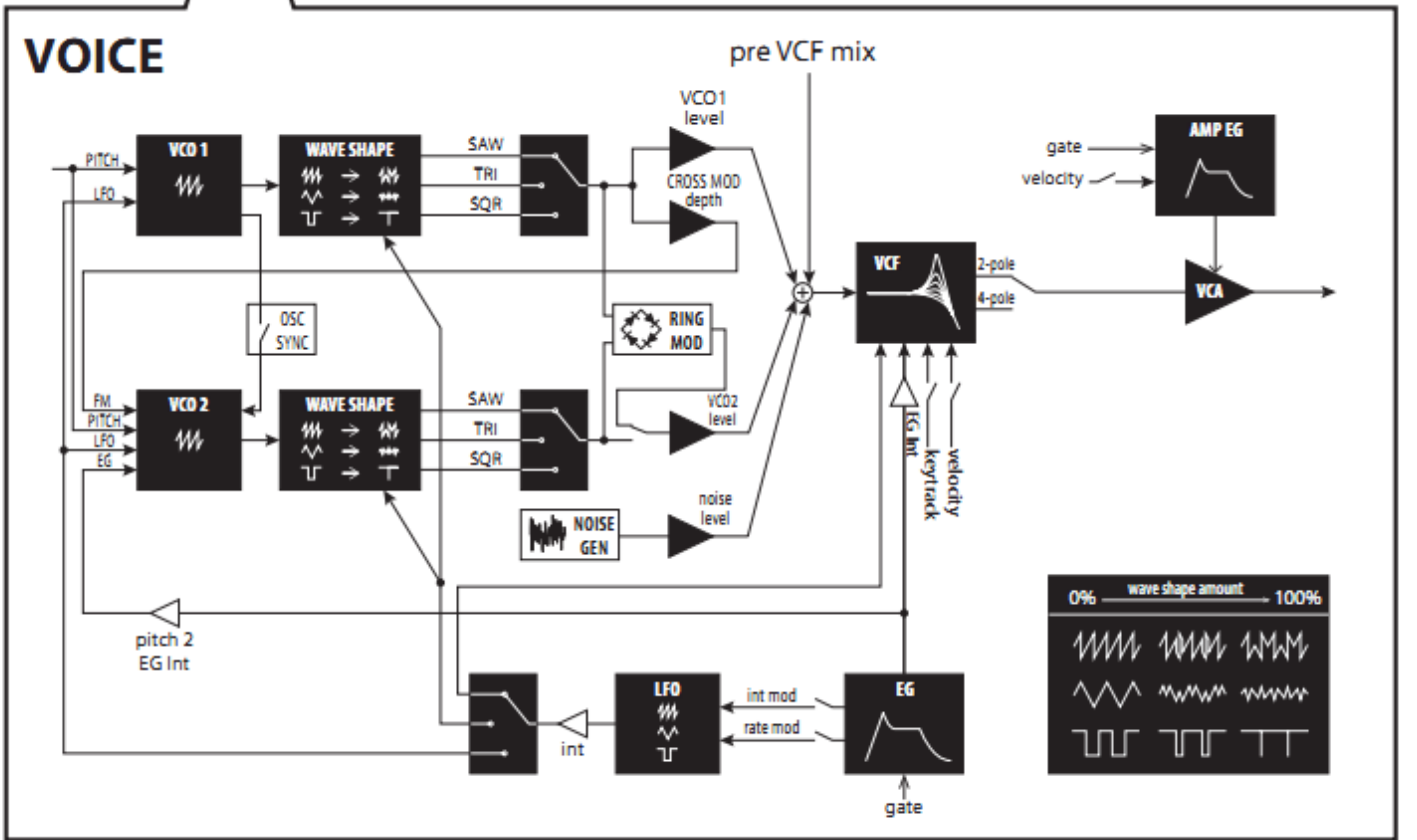 VOICE
pre VCF mix
VCO1
level
AMP EG
gate
velocity
VCO 1
PITCH
LFO
WAVE SHAPE
SAW
TRI
SQR
CROSS MOD
depth
VCF
2-pole
4-pole
VCA
OSC
SYNC
RING
MOD
VCO 2
FM
PITCH
LFO
EG
WAVE SHAPE
SAW
TRI
SQR
VCO2
level
EG Int
keytrack
velocity
noise
level
NOISE
GEN
pitch 2
EG Int
int
LFO
int mod
rate mod
EG
gate
0% wave shape amount 100%